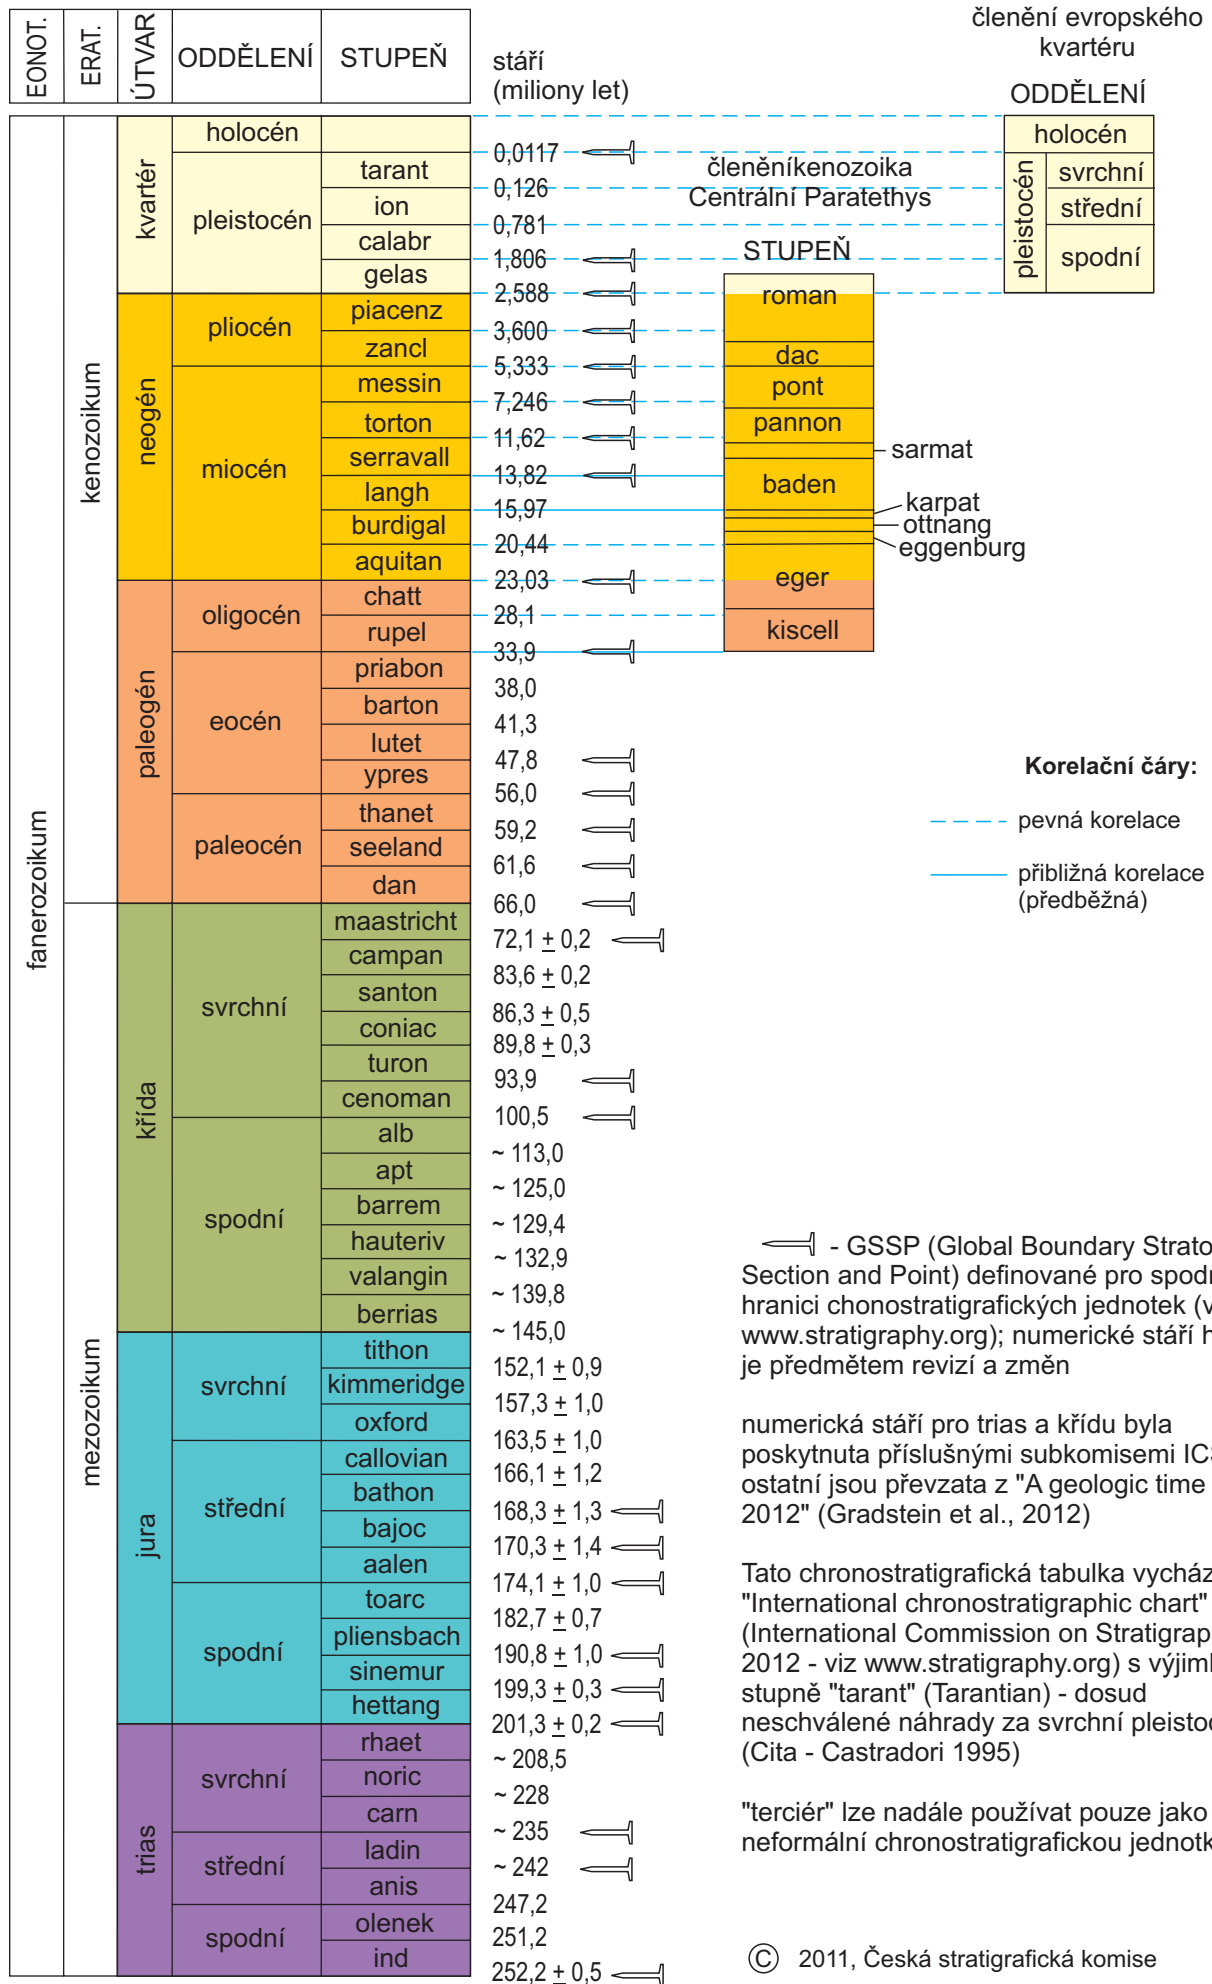 EONOT.
ERAT.
ÚTVAR
ODDĚLENÍ
STUPEŇ
stáří
(miliony let)
členění evropského
kvartéru
ODDĚLENÍ
fanerozoikum
kenozoikum
kvartér
holocén
0,0117
pleistocén
tarant
0,126
ion
0,781
calabr
1,806
gelas
2,588
neogén
pliocén
piacenz
3,600
zancl
5,333
miocén
messin
7,246
torton
11,62
serravall
13,82
langh
15,97
burdigal
20,44
aquitan
23,03
paleogén
oligocén
chatt
28,1
rupel
33,9
eocén
priabon
38,0
barton
41,3
lutet
47,8
ypres
56,0
paleocén
thanet
59,2
seeland
61,6
dan
66,0
mezozoikum
křída
svrchní
maastricht
72,1 ± 0,2
campan
83,6 ± 0,2
santon
86,3 ± 0,5
coniac
89,8 ± 0,3
turon
93,9
cenoman
100,5
spodní
alb
~ 113,0
apt
~ 125,0
barrem
~ 129,4
hauteriv
~ 132,9
valangin
~ 139,8
berrias
~ 145,0
jura
svrchní
tithon
152,1 ± 0,9
kimmeridge
157,3 ± 1,0
oxford
163,5 ± 1,0
střední
callovian
166,1 ± 1,2
bathon
168,3 ± 1,3
bajoc
170,3 ± 1,4
aalen
174,1 ± 1,0
spodní
toarc
182,7 ± 0,7
pliensbach
190,8 ± 1,0
sinemur
199,3 ± 0,3
hettang
201,3 ± 0,2
trias
svrchní
rhaet
~ 208,5
noric
~ 228
carn
~ 235
střední
ladin
~ 242
anis
247,2
spodní
olenek
251,2
ind
252,2 ± 0,5
členěníkenozoika
Centrální Paratethys
STUPEŇ
roman
dac
pont
pannon
sarmat
baden
karpat
ottnang
eggenburg
eger
kiscell
holocén
pleistocén
svrchní
střední
spodní
Korelační čáry:
pevná korelace
přibližná korelace
(předběžná)
- GSSP (Global Boundary Strato
Section and Point) definované pro spodn
hranici chonostratigrafických jednotek (v
www.stratigraphy.org); numerické stáří h
je předmětem revizí a změn
numerická stáří pro trias a křídu byla
poskytnuta příslušnými subkomisemi ICS
ostatní jsou převzata z "A geologic time
2012" (Gradstein et al., 2012)
Tato chronostratigrafická tabulka vycház
"International chronostratigraphic chart"
(International Commission on Stratigrap
2012 - viz www.stratigraphy.org) s výjimk
stupně "tarant" (Tarantian) - dosud
neschválené náhrady za svrchní pleistoc
(Cita - Castradori 1995)
"terciér" lze nadále používat pouze jako
neformální chronostratigrafickou jednotk
© 2011, Česká stratigrafická komise